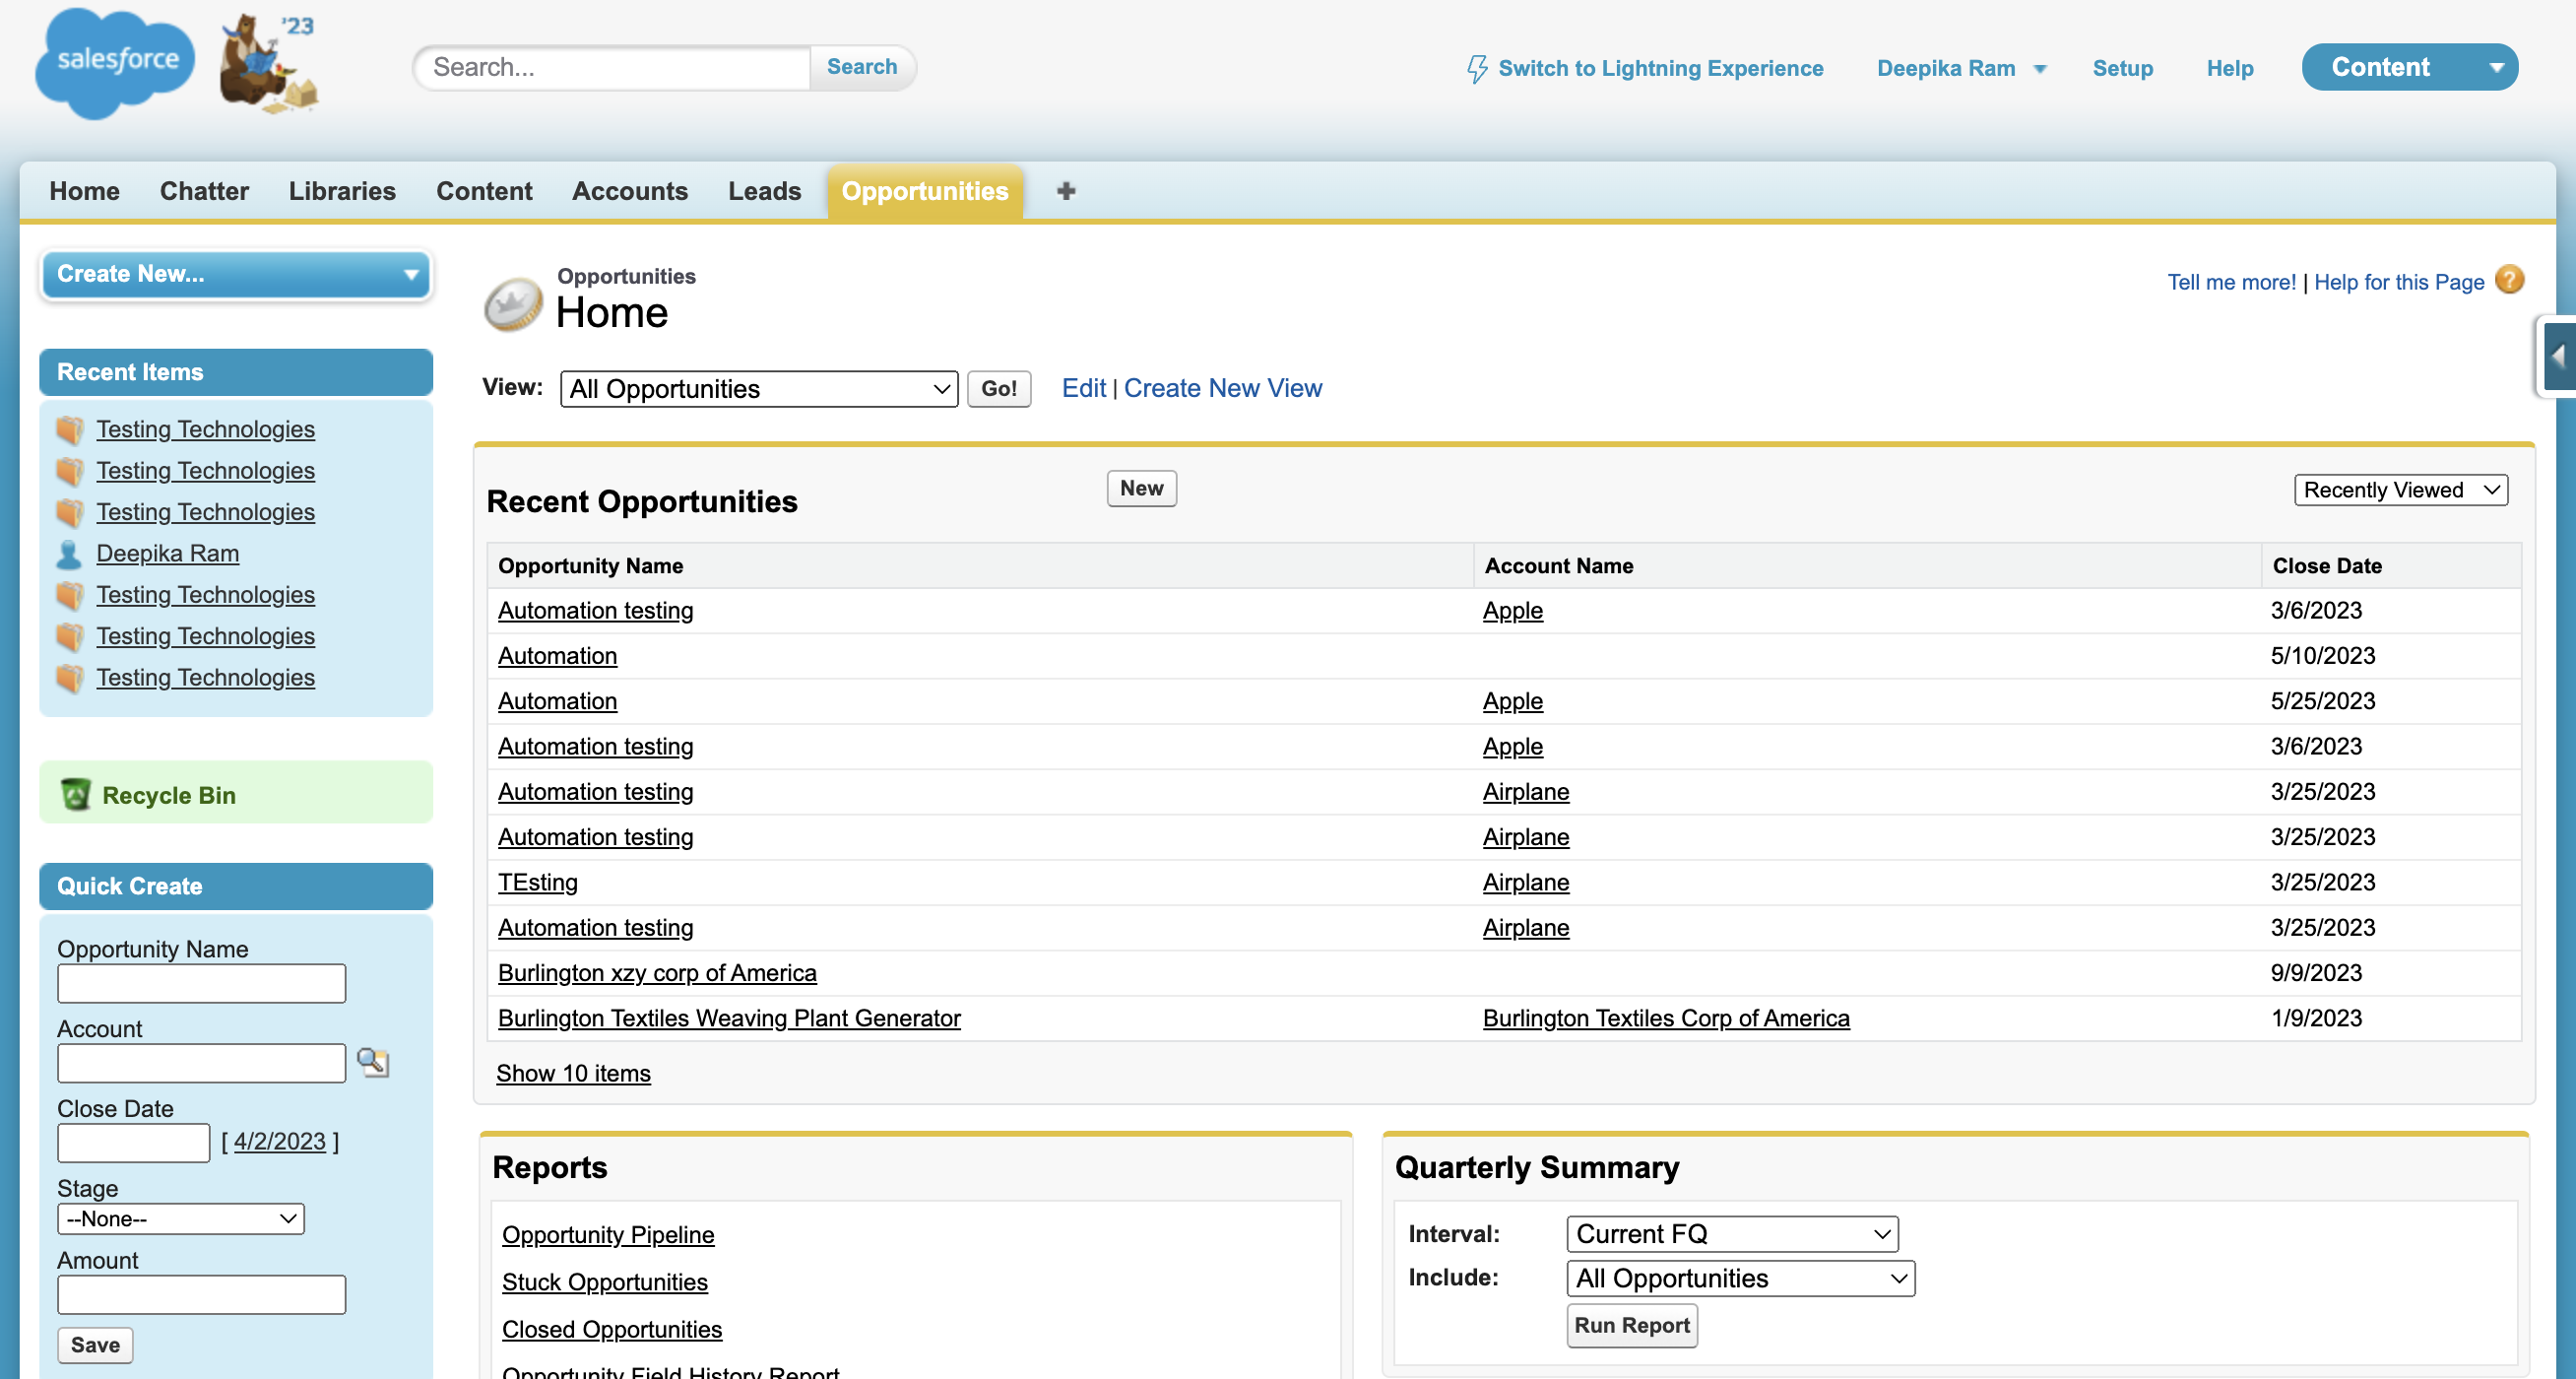 salesforce
'23
Search...
Search
Switch to Lightning Experience
Deepika Ram
Setup
Help
Content
Home
Chatter
Libraries
Content
Accounts
Leads
Opportunities
Create New...
Recent Items
Testing Technologies
Testing Technologies
Testing Technologies
Deepika Ram
Testing Technologies
Testing Technologies
Testing Technologies
Recycle Bin
Quick Create
Opportunity Name
Account
Close Date
[ 4/2/2023 ]
Stage
--None--
Amount
Save
Opportunities
Home
Tell me more! | Help for this Page
View: All Opportunities Go! Edit | Create New View
Recent Opportunities New Recently Viewed
Opportunity Name Account Name Close Date
Automation testing Apple 3/6/2023
Automation 5/10/2023
Automation Apple 5/25/2023
Automation testing Apple 3/6/2023
Automation testing Airplane 3/25/2023
Automation testing Airplane 3/25/2023
TEsting Airplane 3/25/2023
Automation testing Airplane 3/25/2023
Burlington xzy corp of America 9/9/2023
Burlington Textiles Weaving Plant Generator Burlington Textiles Corp of America 1/9/2023
Show 10 items
Reports
Opportunity Pipeline
Stuck Opportunities
Closed Opportunities
Opportunity Field History Report
Quarterly Summary
Interval: Current FQ
Include: All Opportunities
Run Report